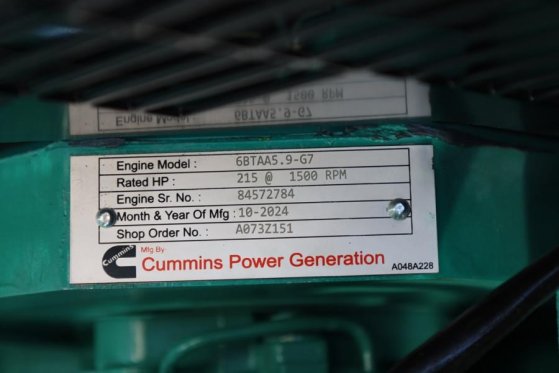 Engine Model : 6BTAA5.9-G7
Rated HP : 215 @ 1500 RPM
Engine Sr. No. : 84572784
Month & Year Of Mfg : 10-2024
Shop Order No. : A073Z151
Mfg By
Cummins Cummins Power Generation A048A228